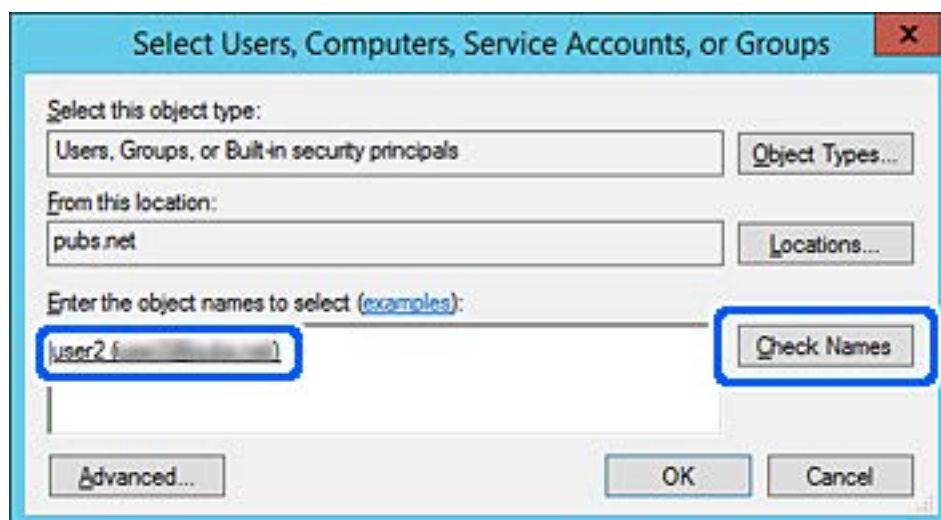 Select Users, Computers, Service Accounts, or Groups
x
Select this object type:
Users, Groups, or Built-in security principals
Object Types...
From this location:
pubs.net
Locations...
Enter the object names to select (examples):
user2 (
)
Check Names
Advanced...
OK
Cancel